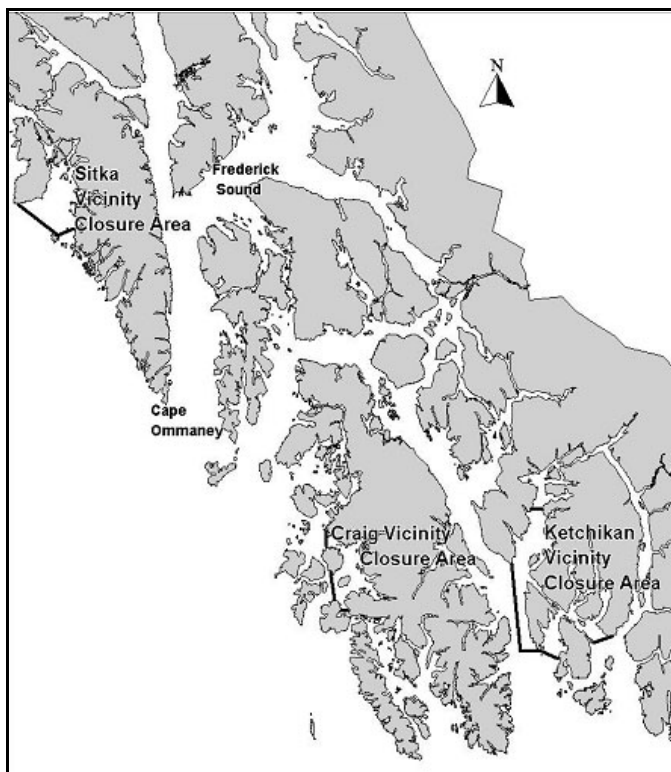 N
Frederick
Sound
Sitka
Vicinity
Closure Area
Cape
Ommaney
Craig Vicinity
Closure Area
Ketchikan
Vicinity
Closure Area